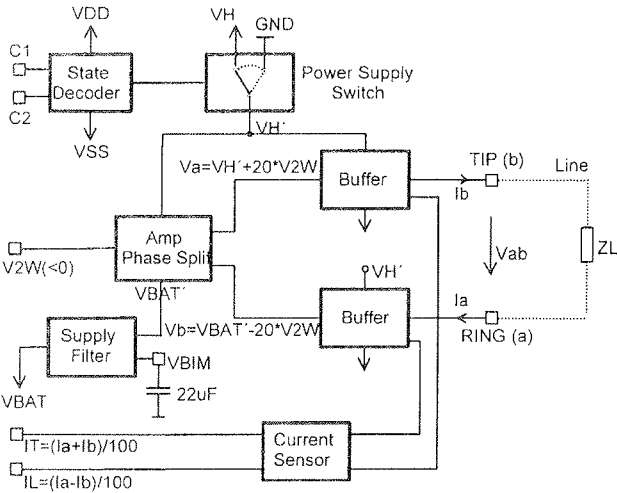 VDD
VH
GND
C1
C2
State
Decoder
Power Supply
Switch
VSS
VH´
Va=VH´+20*V2W
Buffer
TIP (b)
Ib
Line
Amp
Phase Split
V2W(<0)
Vab
ZL
VBAT´
VH´
Ia
Buffer
RING (a)
Vb=VBAT´-20*V2W
Supply
Filter
VBIM
VBAT
22uF
IT=(Ia+Ib)/100
Current
Sensor
IL=(Ia-Ib)/100